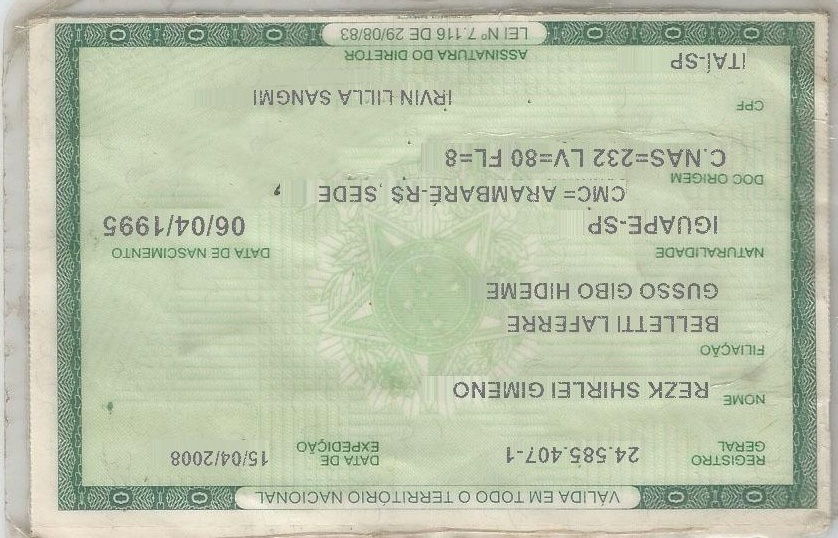 VÁLIDA EM TODO O TERRITÓRIO NACIONAL
REGISTRO GERAL 24.585.407-1 DATA DE EXPEDIÇÃO 15/04/2008
NOME REZK SHIRLEI GIMENO
FILIAÇÃO
BELLETTI LAFERRE
GUSSO GIBO HIDEME
NATURALIDADE DATA DE NASCIMENTO
IGUAPE-SP 06/04/1995
CMC= ARAMBARÉ-R$, SEDE ,
DOC ORIGEM
C.NAS=232 LV=80 FL=8
CPF
IRVIN LILLA SANGMI
ITAÍ-SP
ASSINATURA DO DIRETOR
LEI Nº 7.116 DE 29/08/83